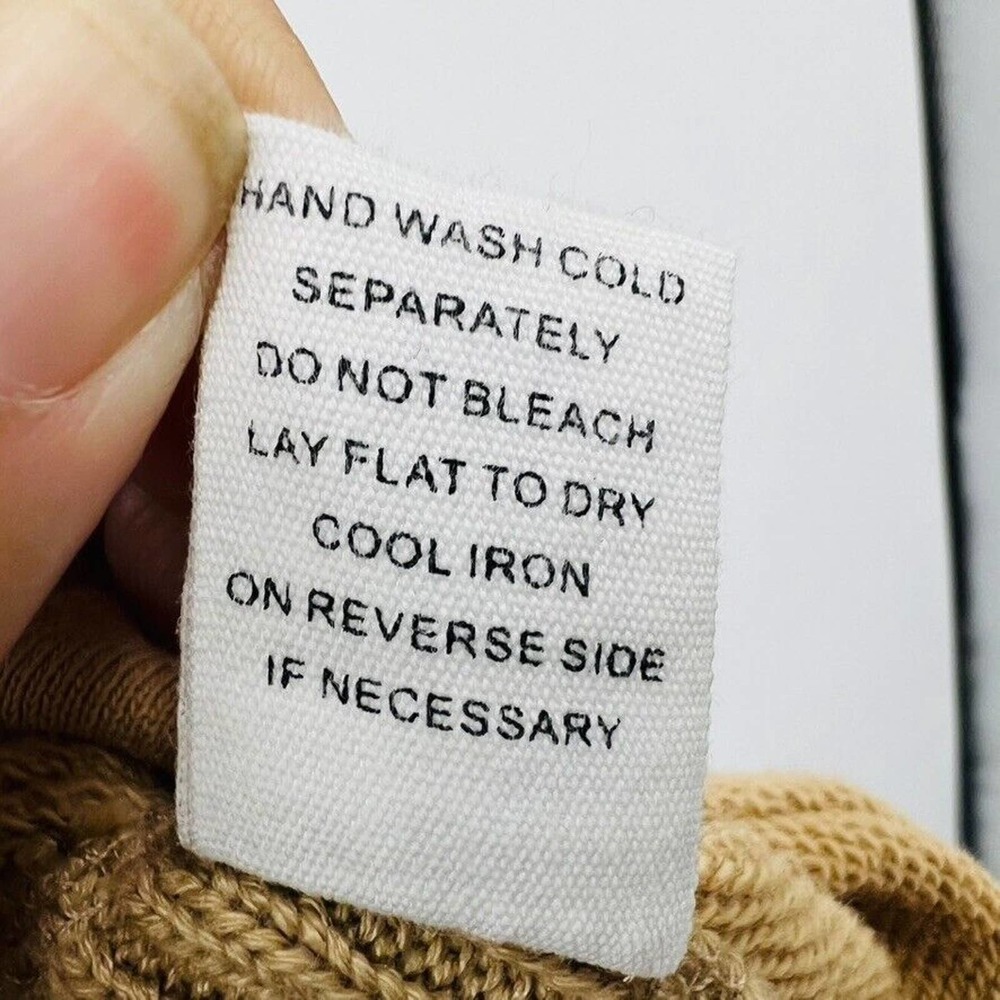 HAND WASH COLD
SEPARATELY
DO NOT BLEACH
LAY FLAT TO DRY
COOL IRON
ON REVERSE SIDE
IF NECESSARY